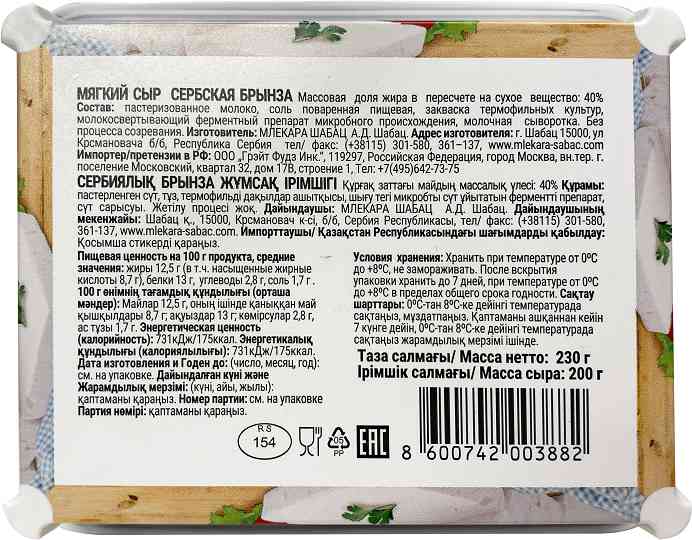 МЯГКИЙ СЫР СЕРБСКАЯ БРЫНЗА Массовая доля жира в пересчете на сухое вещество: 40%
Состав: пастеризованное молоко, соль поваренная пищевая, закваска термофильных культур,
молокосвертывающий ферментный препарат микробного происхождения, молочная сыворотка. Без
процесса созревания. Изготовитель: МЛЕКАРА ШАБАЦ А.Д. Шабац. Адрес изготовителя: г. Шабац 15000, ул
Крсмановача б/б, Республика Сербия тел/ факс: (+38115) 301-580, 361–137, www.mlekara-sabac.com
Импортер/претензии в РФ: ООО „Грэйт Фудз Инк.", 119297, Российская Федерация, город Москва, вн.тер. г.
поселение Московский, квартал 32, дом 17В, строение 1, Тел: +7(495)642-73-75
СЕРБИЯЛЫҚ БРЫНЗА ЖҰМСАҚ ІРІМШІГІ Құрғақ заттағы майдың массалық үлесі: 40% Құрамы:
пастерленген сүт, тұз, термофильді дақылдар ашытқысы, шығу тегі микробты сүт ұйытатын ферментті препарат,
сүт сарысуы. Жетілу процесі жоқ. Дайындаушы: МЛЕКАРА ШАБАЦ А.Д. Шабац. Дайындаушының
мекенжайы: Шабац қ., 15000, Крсмановач к-сі, б/б, Сербия Республикасы, тел/ факс: (+38115) 301-580,
361-137, www.mlekara-sabac.com. Импорттаушы/ Қазақстан Республикасындағы шағымдарды қабылдау:
Қосымша стикерді қараңыз.
Пищевая ценность на 100 г продукта, средние
значения: жиры 12,5 г (в т.ч. насыщенные жирные
кислоты 8,7 г), белки 13 г, углеводы 2,8 г, соль 1,7 г .
100 г өнімнің тағамдық құндылығы (орташа
мәндер): Майлар 12,5 г, оның ішінде қаныққан май
қышқылдары 8,7 г; ақуыздар 13 г; көмірсулар 2,8 г,
ас тұзы 1,7 г. Энергетическая ценность
(калорийность): 731кДж/175ккал. Энергетикалық
құндылығы (калориялылығы): 731кДж/175ккал.
Дата изготовления и Годен до: (число, месяц, год):
см. на упаковке. Дайындалған күні және
Жарамдылық мерзімі: (күні, айы, жылы):
қаптаманы қараңыз. Номер партии: см. на упаковке
Партия нөмірі: қаптаманы қараңыз.
Условия хранения: Хранить при температуре от 0ºC
до +8ºC, не замораживать. После вскрытия
упаковки хранить до 7 дней, при температуре от 0ºC
до +8ºC в пределах общего срока годности. Сақтау
шарттары: 0ºC-тан 8ºC-ке дейінгі температурада
сақтаңыз, мұздатпаңыз. Қаптаманы ашқаннан кейін
7 күнге дейін, 0ºC-тан 8ºC-ке дейінгі температурада
сақтаңыз жарамдылық мерзімі ішінде.
Таза салмағы/ Масса нетто: 230 г
Ірімшік салмағы/ Масса сыра: 200 г
RS
154
05
PP
EAC
8 600742 003882